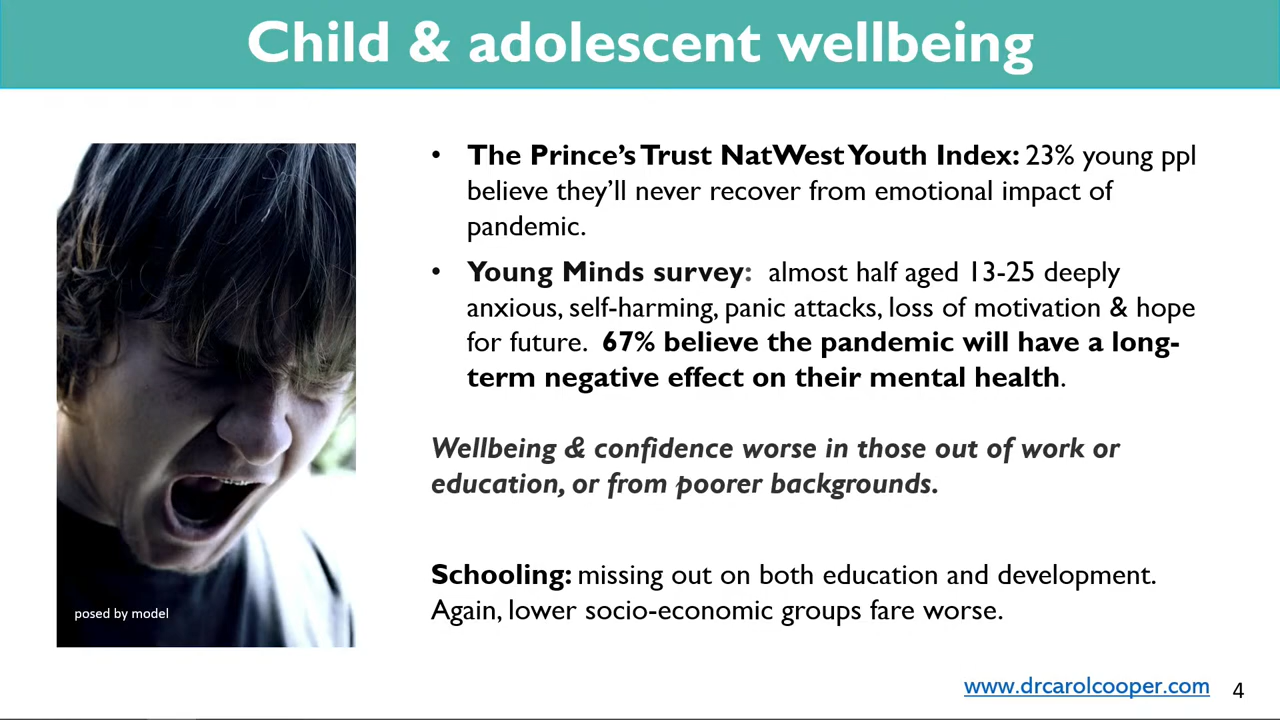 Child & adolescent wellbeing
• The Prince's Trust NatWest Youth Index: 23% young ppl
believe they'll never recover from emotional impact of
pandemic.
• Young Minds survey: almost half aged 13-25 deeply
anxious, self-harming, panic attacks, loss of motivation & hope
for future. 67% believe the pandemic will have a long-
term negative effect on their mental health.
Wellbeing & confidence worse in those out of work or
education, or from poorer backgrounds.
Schooling: missing out on both education and development.
Again, lower socio-economic groups fare worse.
posed by model
www.drcarolcooper.com 4